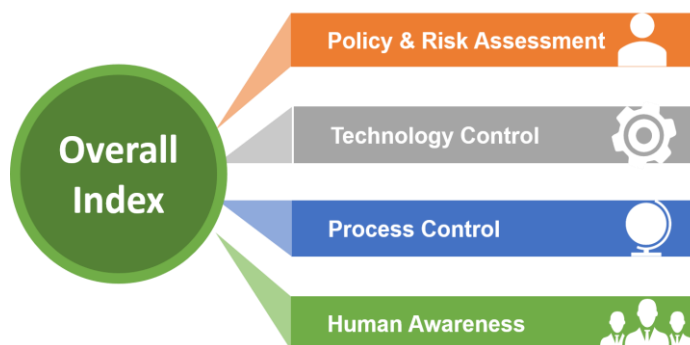 Overall
Index
Policy & Risk Assessment
Technology Control
Process Control
Human Awareness